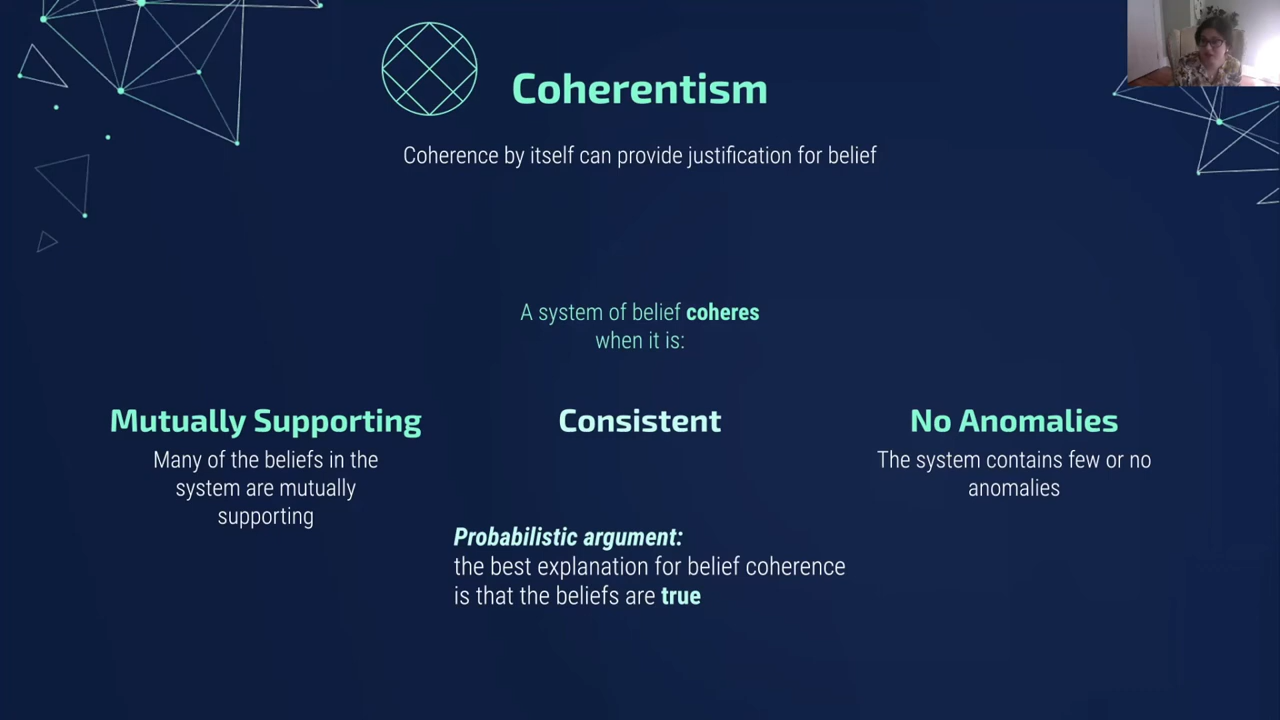 Coherentism
Coherence by itself can provide justification for belief
A system of belief coheres
when it is:
Mutually Supporting
Many of the beliefs in the
system are mutually
supporting
Consistent
No Anomalies
The system contains few or no
anomalies
Probabilistic argument:
the best explanation for belief coherence
is that the beliefs are true